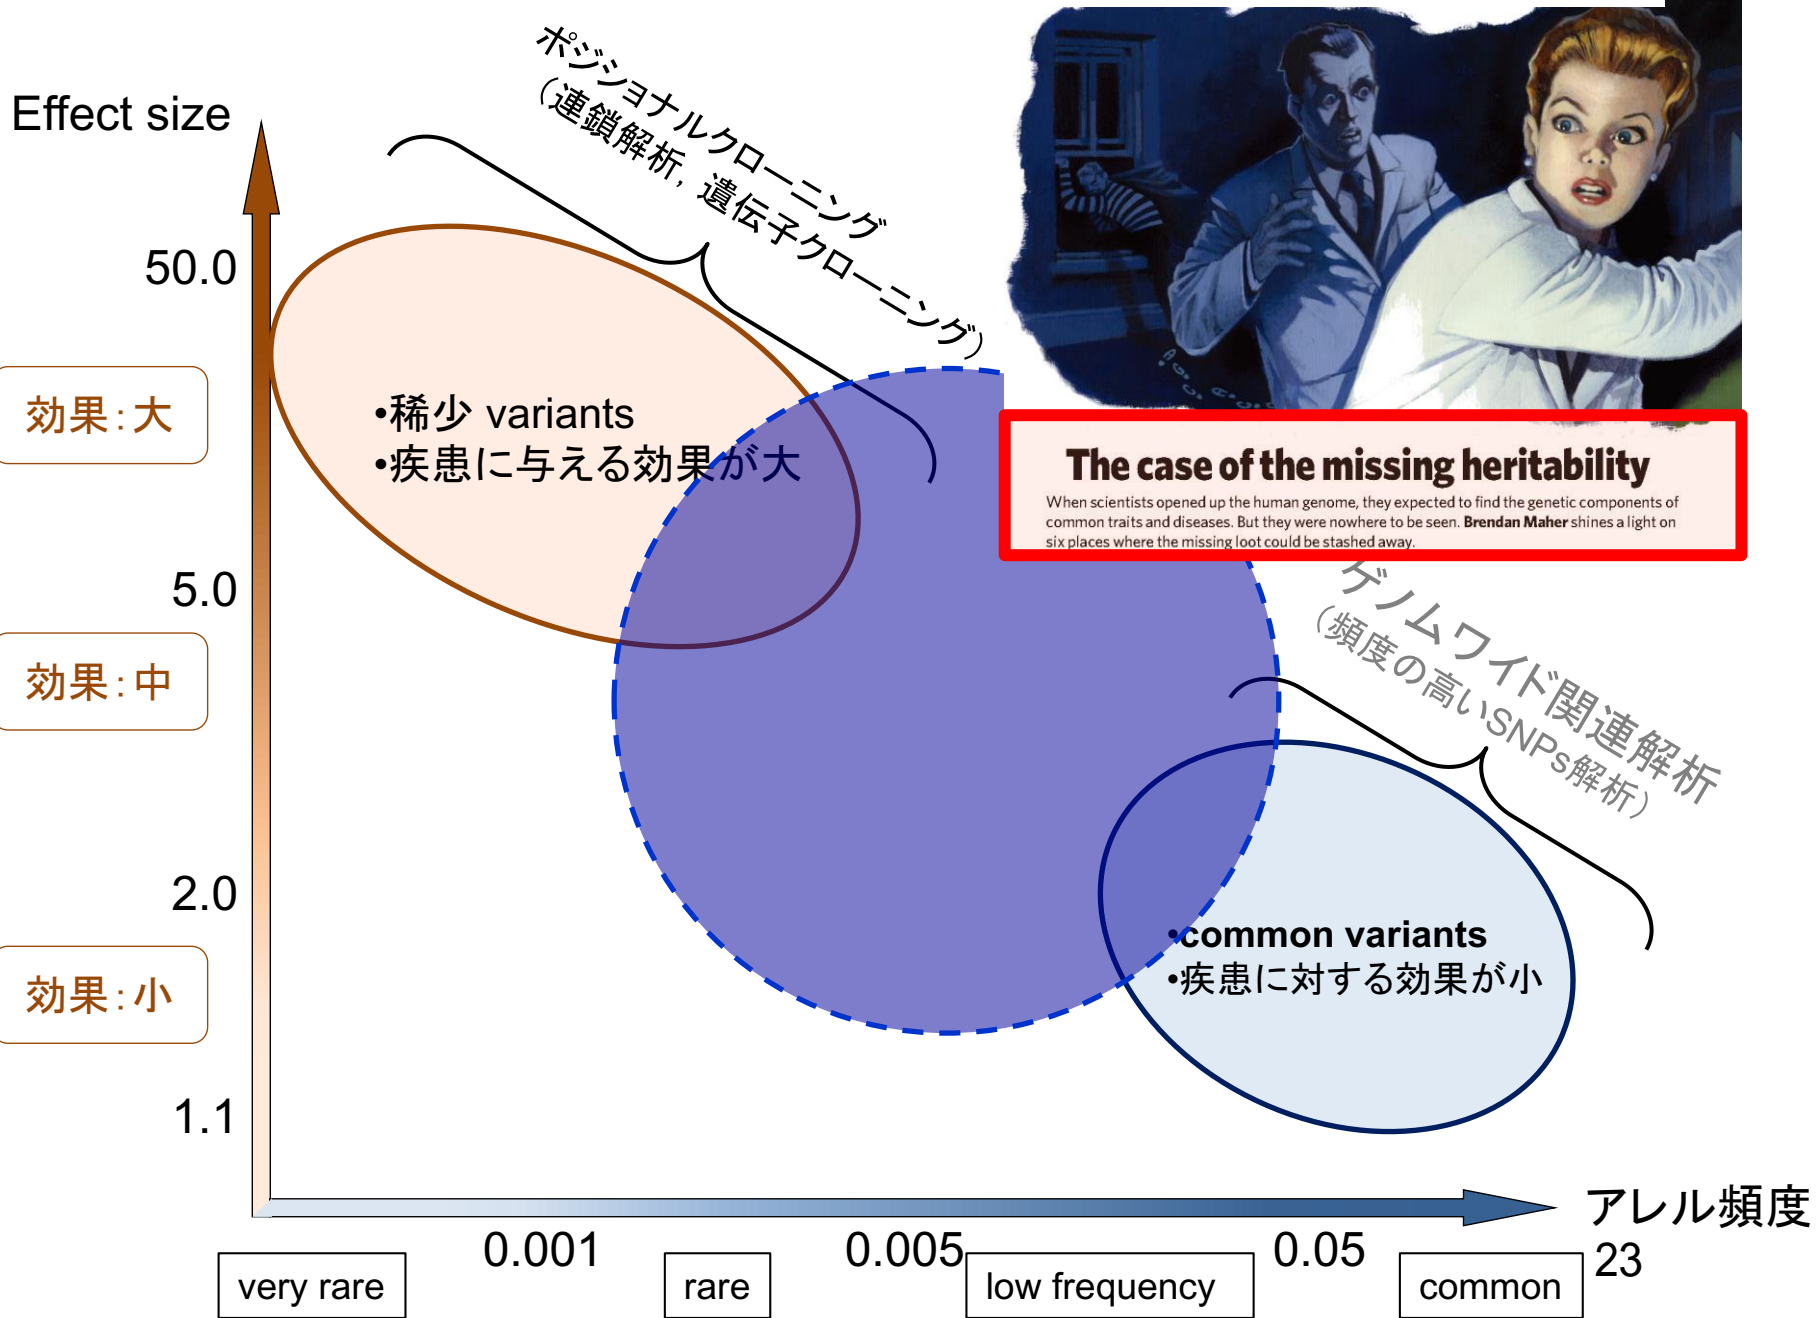 Effect size
ポジショナルクローニング
（連鎖解析, 遺伝子クローニング）
50.0
効果：大
•稀少 variants
•疾患に与える効果が大
The case of the missing heritability
When scientists opened up the human genome, they expected to find the genetic components of
common traits and diseases. But they were nowhere to be seen. Brendan Maher shines a light on
six places where the missing loot could be stashed away.
5.0
ゲノムワイド関連解析
（頻度の高いSNPs解析）
効果：中
2.0
•common variants
•疾患に対する効果が小
効果：小
1.1
アレル頻度
0.001
0.005
0.05
23
very rare
rare
low frequency
common